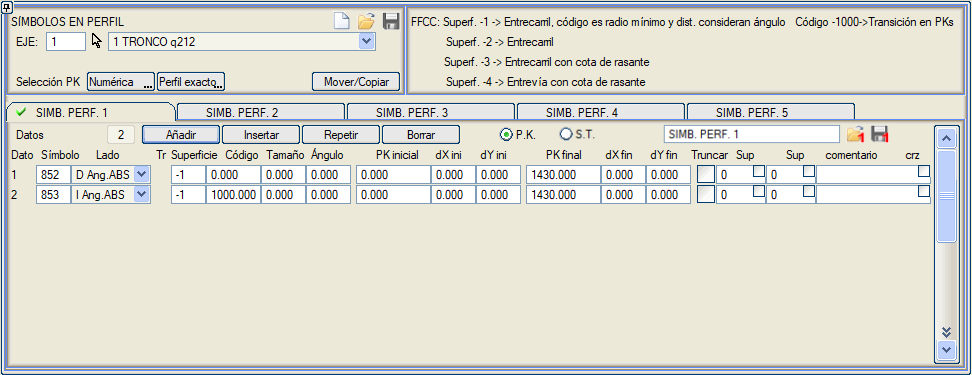 SÍMBOLOS EN PERFIL
EJE: 1 1 TRONCO q212
Selección PK Numérica ... Perfil exacto... Mover/Copiar
FFCC: Superf. -1 -> Entrecarril, código es radio mínimo y dist. consideran ángulo Código -1000->Transición en PKs
Superf. -2 -> Entrecarril
Superf. -3 -> Entrecarril con cota de rasante
Superf. -4 -> Entrevía con cota de rasante
SIMB. PERF. 1 SIMB. PERF. 2 SIMB. PERF. 3 SIMB. PERF. 4 SIMB. PERF. 5
Datos 2 Añadir Insertar Repetir Borrar P.K. S.T. SIMB. PERF. 1
Dato Símbolo Lado Tr Superficie Código Tamaño Ángulo PK inicial dX ini dY ini PK final dX fin dY fin Truncar Sup Sup comentario crz
1 852 D Ang.ABS -1 0.000 0.000 0.000 0.000 0.000 0.000 1430.000 0.000 0.000 0 0
2 853 I Ang.ABS -1 1000.000 0.000 0.000 0.000 0.000 0.000 1430.000 0.000 0.000 0 0